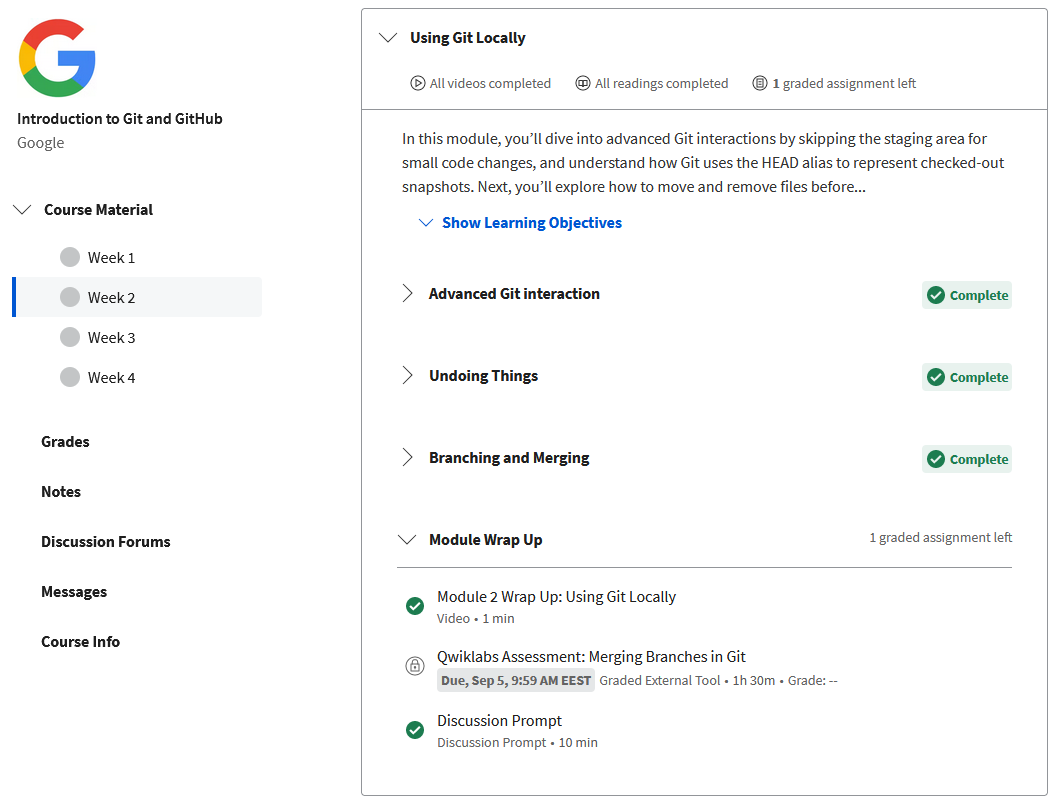 Introduction to Git and GitHub
Google
Course Material
Week 1
Week 2
Week 3
Week 4
Grades
Notes
Discussion Forums
Messages
Course Info
Using Git Locally
All videos completed All readings completed 1 graded assignment left
In this module, you’ll dive into advanced Git interactions by skipping the staging area for
small code changes, and understand how Git uses the HEAD alias to represent checked-out
snapshots. Next, you’ll explore how to move and remove files before...
Show Learning Objectives
Advanced Git interaction Complete
Undoing Things Complete
Branching and Merging Complete
Module Wrap Up 1 graded assignment left
Module 2 Wrap Up: Using Git Locally
Video • 1 min
Qwiklabs Assessment: Merging Branches in Git
Due, Sep 5, 9:59 AM EEST Graded External Tool • 1h 30m • Grade: --
Discussion Prompt
Discussion Prompt • 10 min